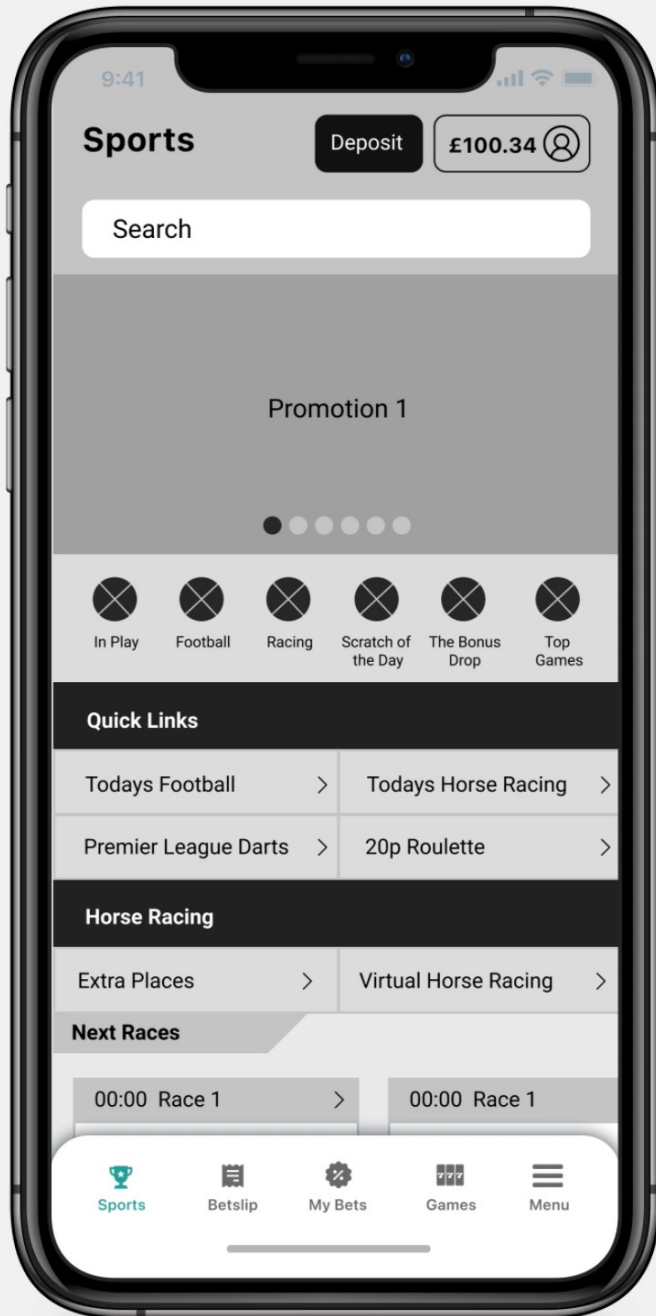 9:41
Sports
Deposit
£100.34
Search
Promotion 1
In Play
Football
Racing
Scratch of
the Day
The Bonus
Drop
Top
Games
Quick Links
Todays Football
Todays Horse Racing
Premier League Darts
20p Roulette
Horse Racing
Extra Places
Virtual Horse Racing
Next Races
00:00 Race 1
00:00 Race 1
777
Sports
Betslip
My Bets
Games
Menu